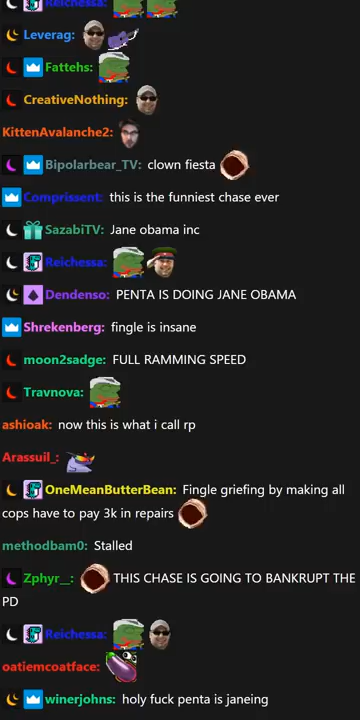 Reichessa:
Leverag:
Fattehs:
CreativeNothing:
KittenAvalanche2:
Bipolarbear_TV: clown fiesta
Comprissent: this is the funniest chase ever
SazabiTV: Jane obama inc
Reichessa:
Dendenso: PENTA IS DOING JANE OBAMA
Shrekenberg: fingle is insane
moon2sadge: FULL RAMMING SPEED
Travnova:
ashioak: now this is what i call rp
Arassuil_:
OneMeanButterBean: Fingle griefing by making all
cops have to pay 3k in repairs
methodbam0: Stalled
Zphyr__: THIS CHASE IS GOING TO BANKRUPT THE
PD
Reichessa:
oatiemcoatface:
winerjohns: holy fuck penta is janeing